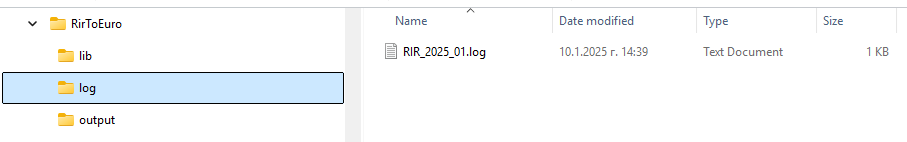 RirToEuro
lib
log
output
Name Date modified Type Size
RIR_2025_01.log 10.1.2025 г. 14:39 Text Document 1 KB